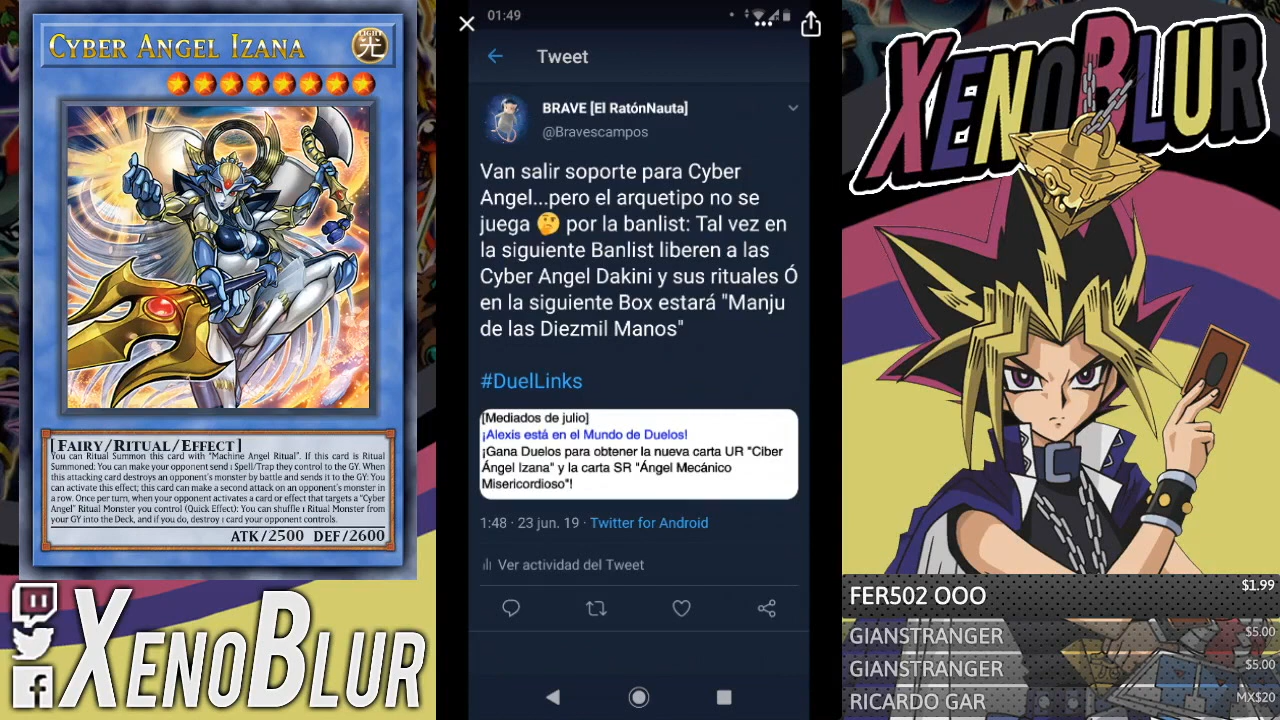 CYBER ANGEL IZANA
LIGHT
光
[FAIRY/RITUAL/EFFECT]
You can Ritual Summon this card with "Machine Angel Ritual". If this card is Ritual
Summoned: You can make your opponent send 1 Spell/Trap they control to the GY. When
this attacking card destroys an opponent's monster by battle and sends it to the GY: You
can activate this effect; this card can make a second attack on an opponent's monster in
a row. Once per turn, when your opponent activates a card or effect that targets a "Cyber
Angel" Ritual Monster you control (Quick Effect): You can shuffle 1 Ritual Monster from
your GY into the Deck, and if you do, destroy 1 card your opponent controls.
ATK/2500 DEF/2600
XENOBLUR
01:49
Tweet
BRAVE [El RatónNauta]
@Bravescampos
Van salir soporte para Cyber
Angel...pero el arquetipo no se
juega 🤔 por la banlist: Tal vez en
la siguiente Banlist liberen a las
Cyber Angel Dakini y sus rituales Ó
en la siguiente Box estará "Manju
de las Diezmil Manos"
#DuelLinks
[Mediados de julio]
¡Alexis está en el Mundo de Duelos!
¡Gana Duelos para obtener la nueva carta UR "Ciber
Ángel Izana" y la carta SR "Ángel Mecánico
Misericordioso"!
1:48 · 23 jun. 19 · Twitter for Android
Ver actividad del Tweet
XENOBLUR
FER502 OOO $1.99
GIANSTRANGER $5.00
GIANSTRANGER $5.00
RICARDO GAR MX$20